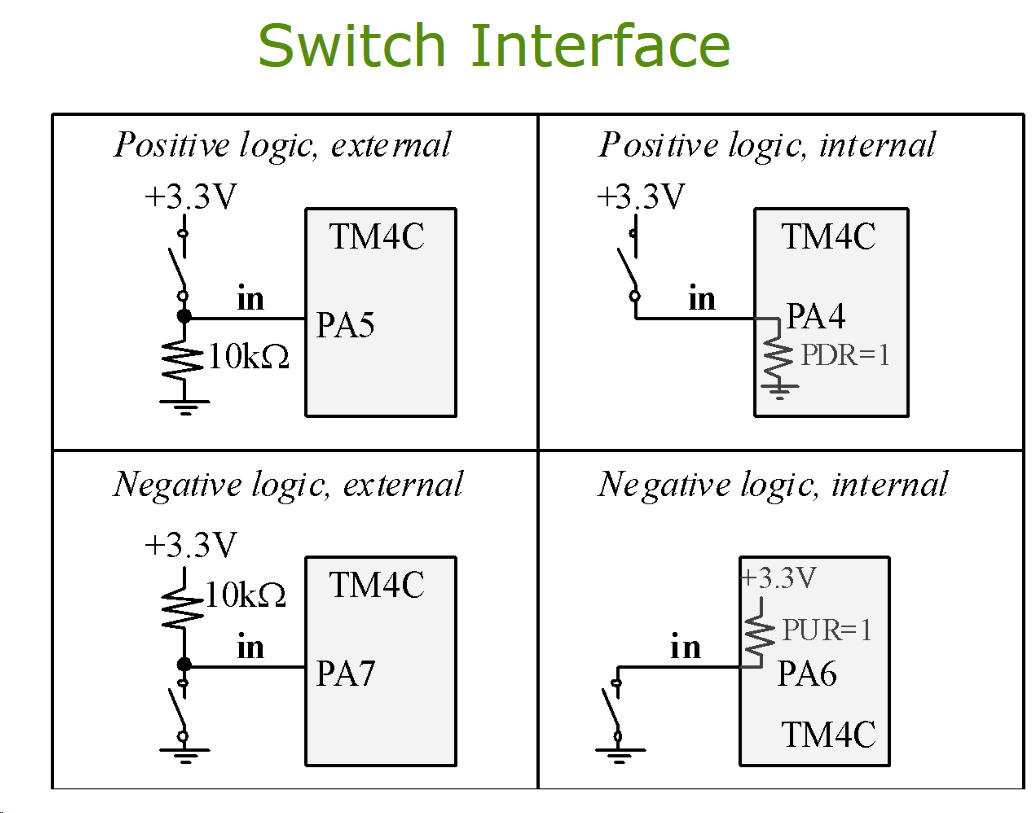 Switch Interface
Positive logic, external
+3.3V
TM4C
in
PA5
10kΩ
Positive logic, internal
+3.3V
TM4C
in
PA4
PDR=1
Negative logic, external
+3.3V
10kΩ
TM4C
in
PA7
Negative logic, internal
+3.3V
PUR=1
in
PA6
TM4C